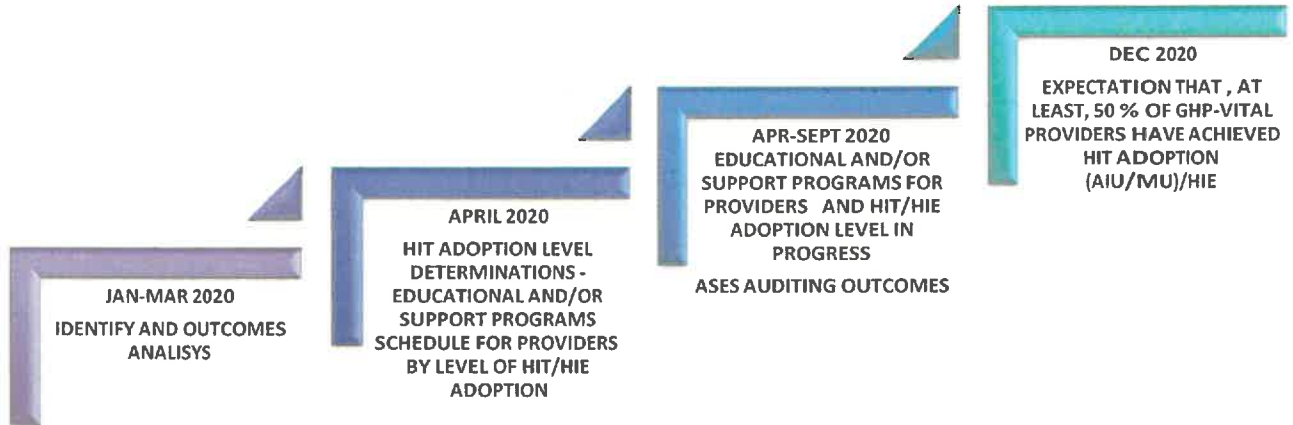 JAN-MAR 2020
IDENTIFY AND OUTCOMES
ANALISYS
APRIL 2020
HIT ADOPTION LEVEL
DETERMINATIONS -
EDUCATIONAL AND/OR
SUPPORT PROGRAMS
SCHEDULE FOR PROVIDERS
BY LEVEL OF HIT/HIE
ADOPTION
APR-SEPT 2020
EDUCATIONAL AND/OR
SUPPORT PROGRAMS FOR
PROVIDERS AND HIT/HIE
ADOPTION LEVEL IN
PROGRESS
ASES AUDITING OUTCOMES
DEC 2020
EXPECTATION THAT , AT
LEAST, 50 % OF GHP-VITAL
PROVIDERS HAVE ACHIEVED
HIT ADOPTION
(AIU/MU)/HIE